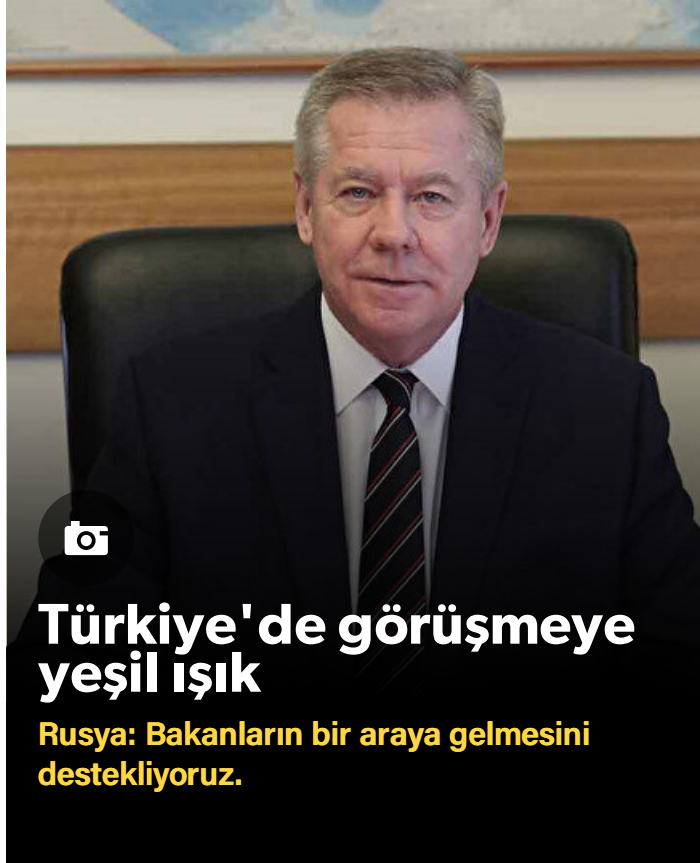 Türkiye'de görüşmeye
yeşil ışık
Rusya: Bakanların bir araya gelmesini
destekliyoruz.